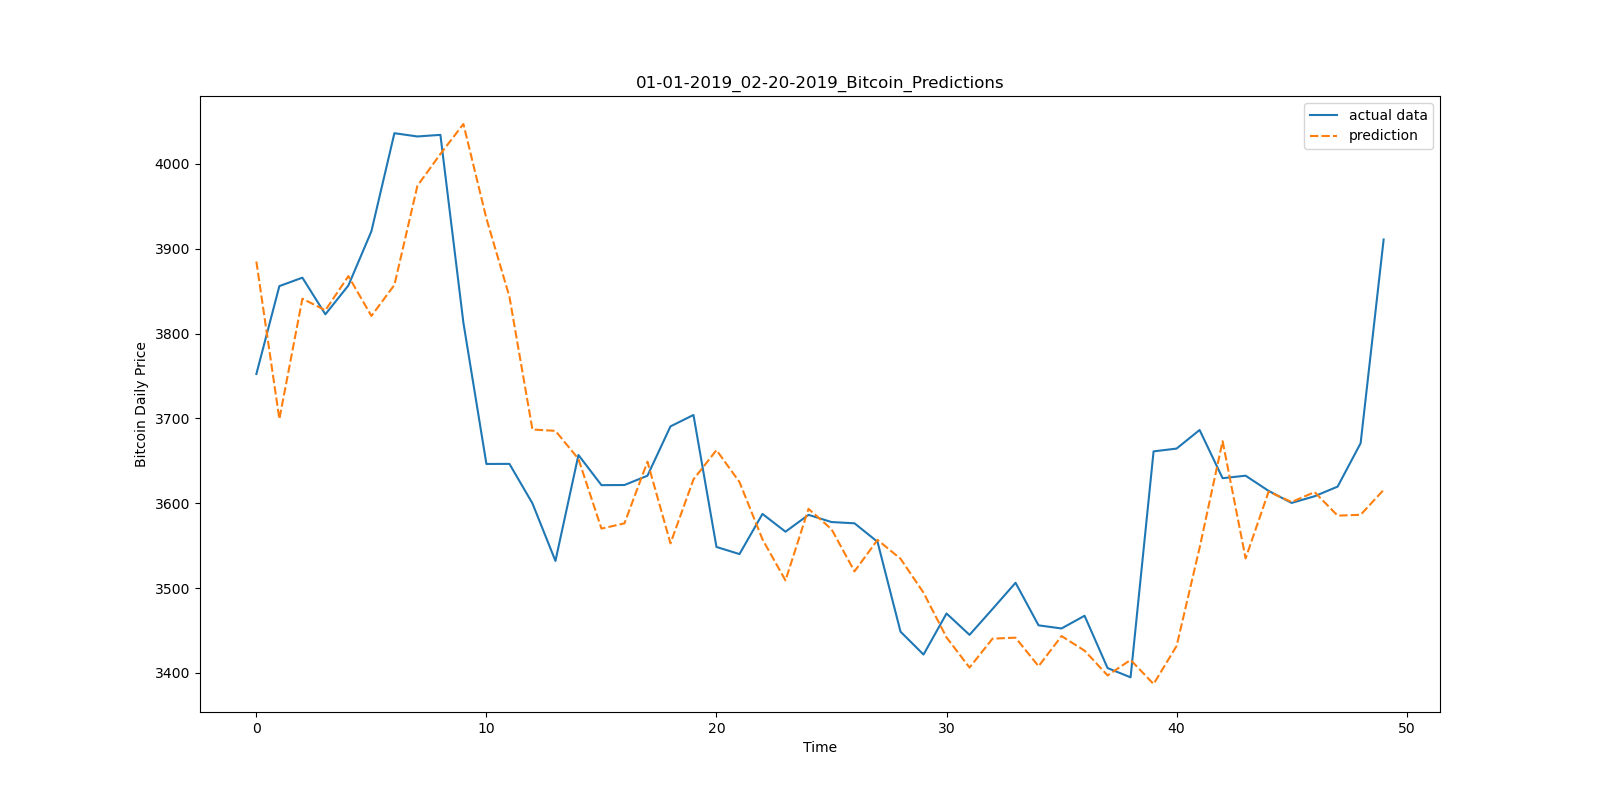 01-01-2019_02-20-2019_Bitcoin_Predictions
actual data
prediction
4000
3900
3800
3700
3600
3500
3400
Bitcoin Daily Price
0 10 20 30 40 50
Time